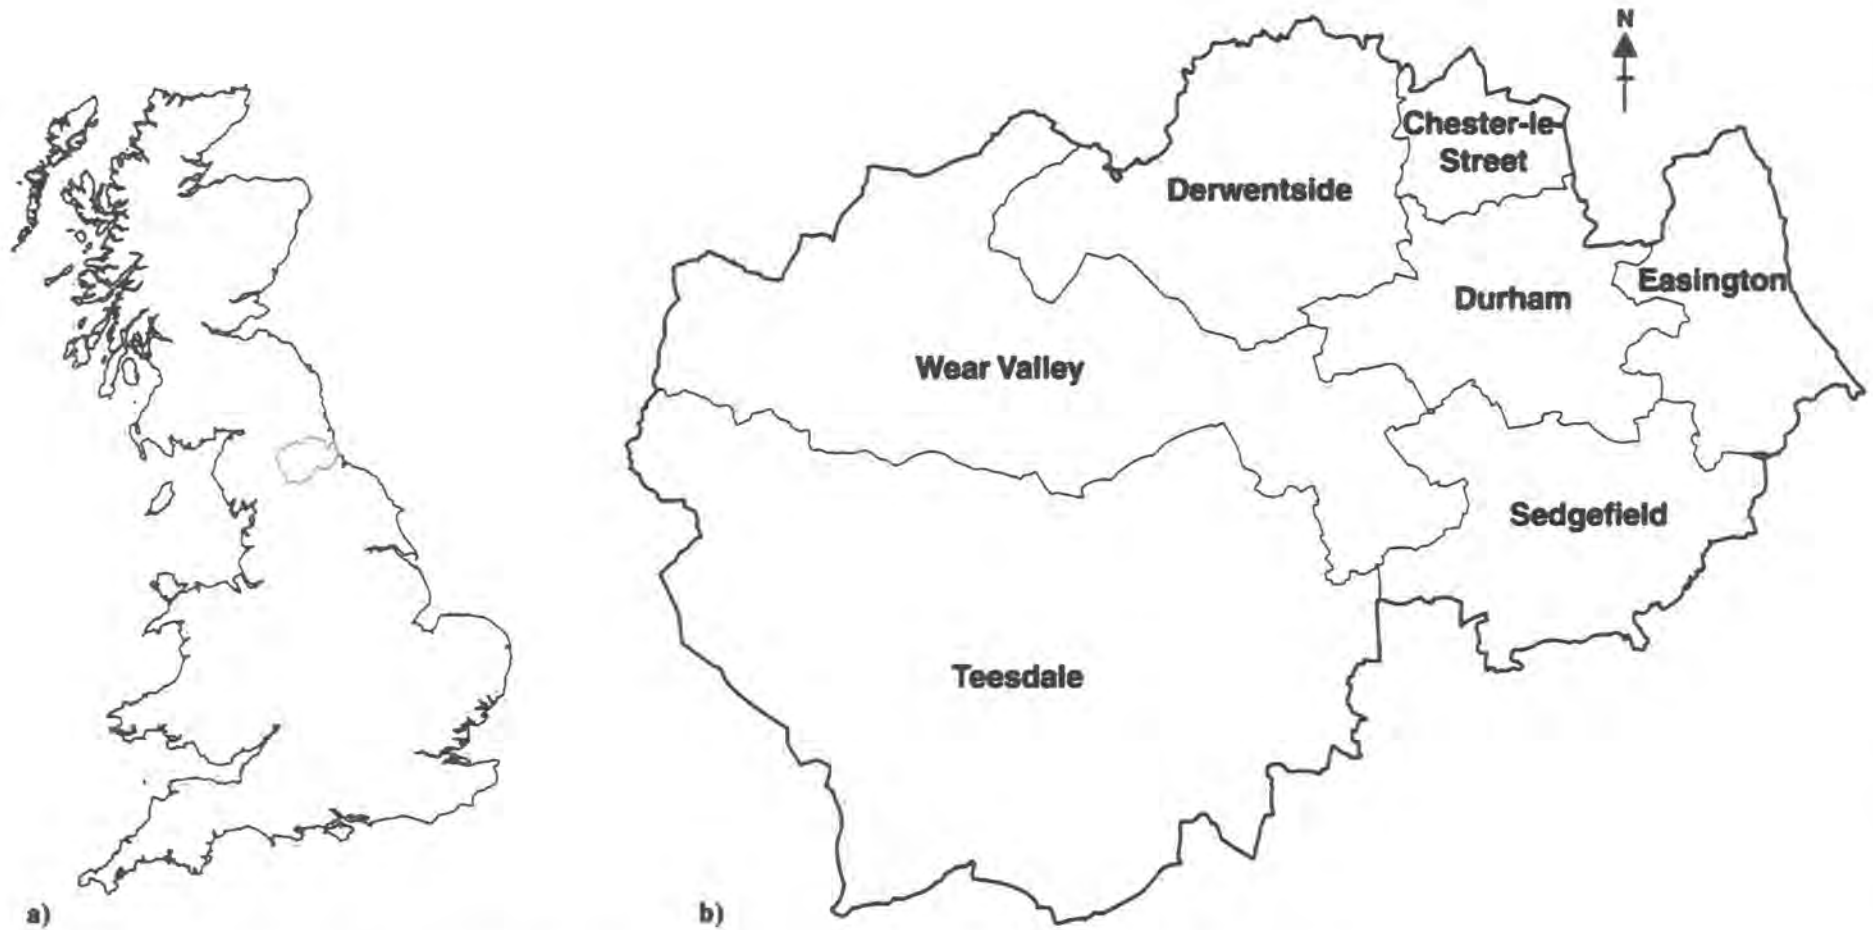 N
Chester-le-
Street
Derwentside
Easington
Durham
Wear Valley
Sedgefield
Teesdale
a)
b)